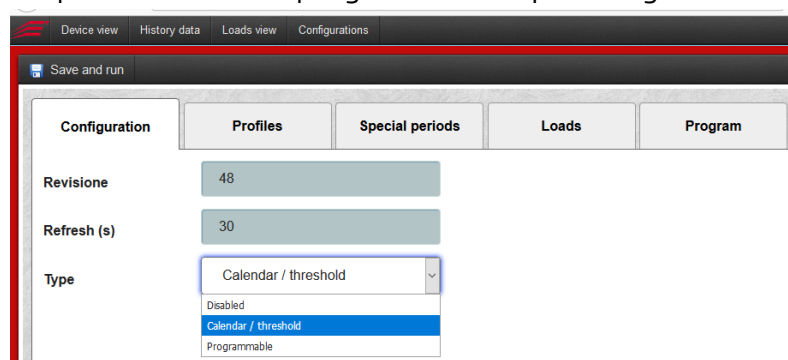 Device view History data Loads view Configurations
Save and run
Configuration Profiles Special periods Loads Program
Revisione 48
Refresh (s) 30
Type Calendar / threshold
Disabled
Calendar / threshold
Programmable